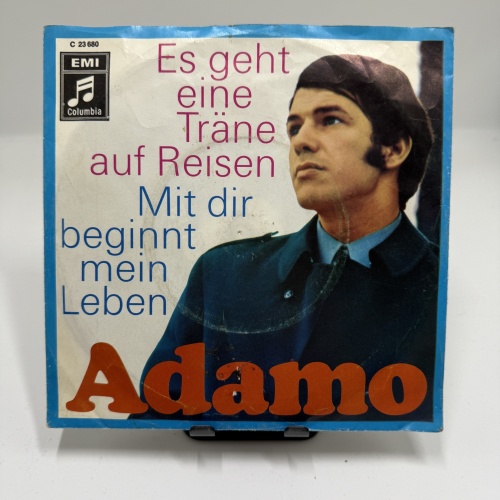 C 23 680
EMI
Columbia
Es geht
eine
Träne
auf Reisen
Mit dir
beginnt
mein
Leben
Adamo